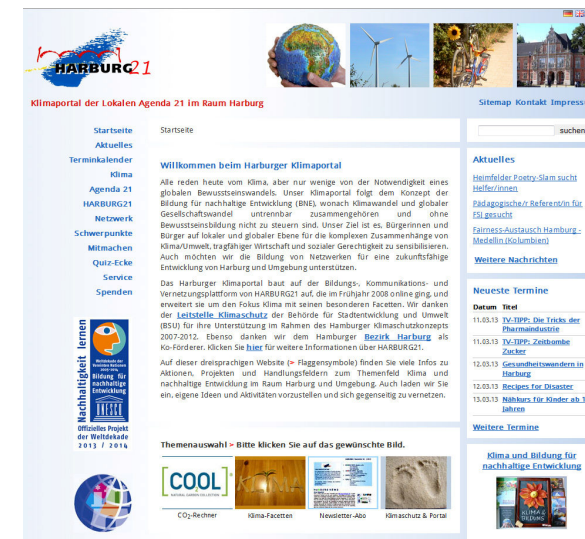 HARBURG21
Klimaportal der Lokalen Agenda 21 im Raum Harburg
Sitemap Kontakt Impress
Startseite
Aktuelles
Terminkalender
Klima
Agenda 21
HARBURG21
Netzwerk
Schwerpunkte
Mitmachen
Quiz-Ecke
Service
Spenden
Nachhaltigkeit lernen
Weltdekade der
Vereinten Nationen
2005-2014
Bildung für
nachhaltige
Entwicklung
UNESCO
Offizielles Projekt
der Weltdekade
2013 / 2014
Startseite
Willkommen beim Harburger Klimaportal
Alle reden heute vom Klima, aber nur wenige von der Notwendigkeit eines
globalen Bewusstseinswandels. Unser Klimaportal folgt dem Konzept der
Bildung für nachhaltige Entwicklung (BNE), wonach Klimawandel und globaler
Gesellschaftswandel untrennbar zusammengehören und ohne
Bewusstseinsbildung nicht zu steuern sind. Unser Ziel ist es, Bürgerinnen und
Bürger auf lokaler und globaler Ebene für die komplexen Zusammenhänge von
Klima/Umwelt, tragfähiger Wirtschaft und sozialer Gerechtigkeit zu sensibilisieren.
Auch möchten wir die Bildung von Netzwerken für eine zukunftsfähige
Entwicklung von Harburg und Umgebung unterstützen.
Das Harburger Klimaportal baut auf der Bildungs-, Kommunikations- und
Vernetzungsplattform von HARBURG21 auf, die im Frühjahr 2008 online ging, und
erweitert sie um den Fokus Klima mit seinen besonderen Facetten. Wir danken
der Leitstelle Klimaschutz der Behörde für Stadtentwicklung und Umwelt
(BSU) für ihre Unterstützung im Rahmen des Hamburger Klimaschutzkonzepts
2007-2012. Ebenso danken wir dem Hamburger Bezirk Harburg als
Ko-Förderer. Klicken Sie hier für weitere Informationen über HARBURG21.
Auf dieser dreisprachigen Website (> Flaggensymbole) finden Sie viele Infos zu
Aktionen, Projekten und Handlungsfeldern zum Themenfeld Klima und
nachhaltige Entwicklung im Raum Harburg und Umgebung. Auch laden wir Sie
ein, eigene Ideen und Aktivitäten vorzustellen und sich gegenseitig zu vernetzen.
Themenauswahl > Bitte klicken Sie auf das gewünschte Bild.
COOL
NATURAL GARDEN COLLECTION
KLIMA
CO₂-Rechner
Klima-Facetten
Newsletter-Abo
Klimaschutz & Portal
suchen
Aktuelles
Heimfelder Poetry-Slam sucht
Helfer/innen
Pädagogische/r Referent/in für
FSJ gesucht
Fairness-Austausch Hamburg -
Medellin (Kolumbien)
Weitere Nachrichten
Neueste Termine
Datum Titel
11.03.13 TV-TIPP: Die Tricks der
Pharmaindustrie
11.03.13 TV-TIPP: Zeitbombe
Zucker
12.03.13 Gesundheitswandern in
Harburg
12.03.13 Recipes for Disaster
13.03.13 Nähkurs für Kinder ab 1
Jahren
Weitere Termine
Klima und Bildung für
nachhaltige Entwicklung
KLIMA
BILDUNG